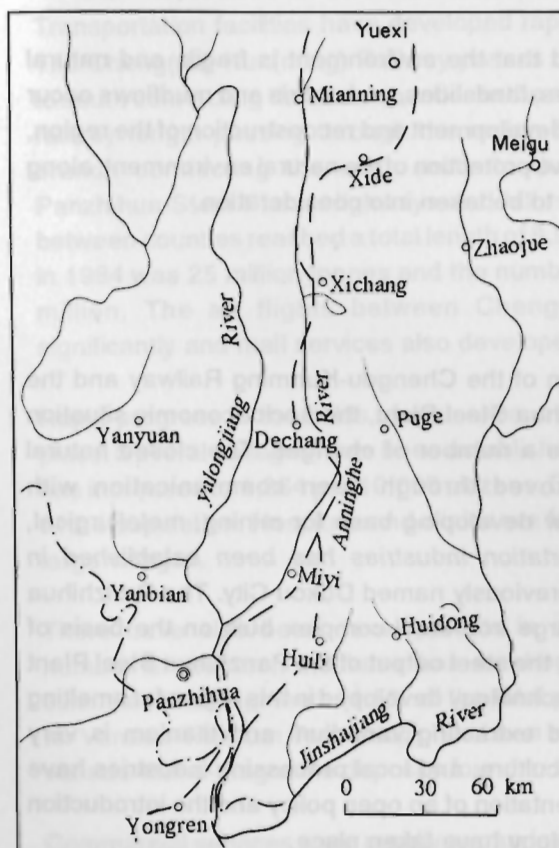 Yuexi
Mianning
Meigu
Xide
Zhaojue
Xichang
Yalongjiang River
Yanyuan
Dechang
Puge
Anninghe River
Yanbian
Miyi
Huidong
Huili
Panzhihua
Jinshajiang River
0 30 60 km
Yongren